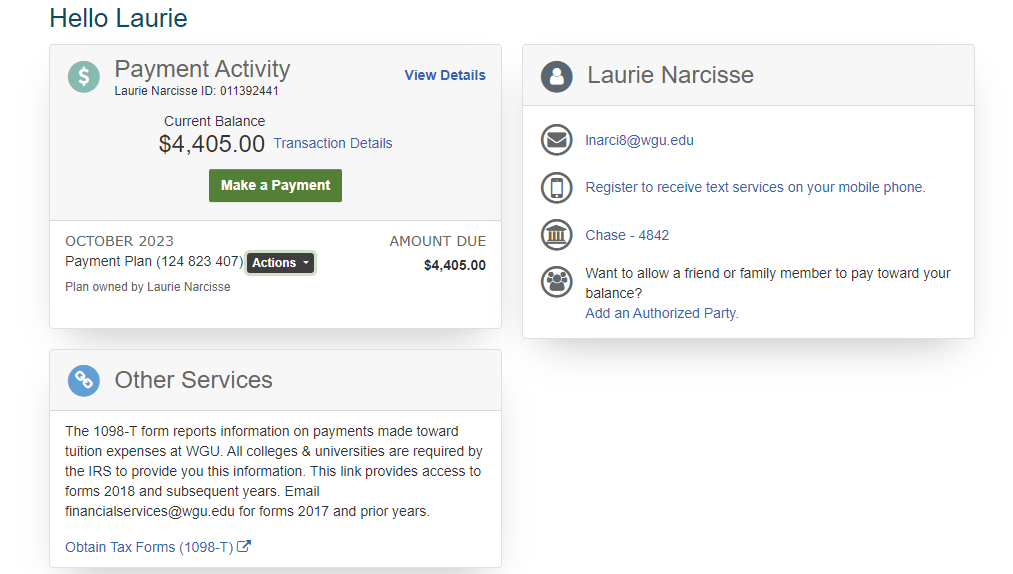 Hello Laurie
Payment Activity
View Details
Laurie Narcisse ID: 011392441
Current Balance
$4,405.00 Transaction Details
Make a Payment
OCTOBER 2023
AMOUNT DUE
Payment Plan (124 823 407) Actions
$4,405.00
Plan owned by Laurie Narcisse
Laurie Narcisse
lnarci8@wgu.edu
Register to receive text services on your mobile phone.
Chase - 4842
Want to allow a friend or family member to pay toward your
balance?
Add an Authorized Party.
Other Services
The 1098-T form reports information on payments made toward
tuition expenses at WGU. All colleges & universities are required by
the IRS to provide you this information. This link provides access to
forms 2018 and subsequent years. Email
financialservices@wgu.edu for forms 2017 and prior years.
Obtain Tax Forms (1098-T)